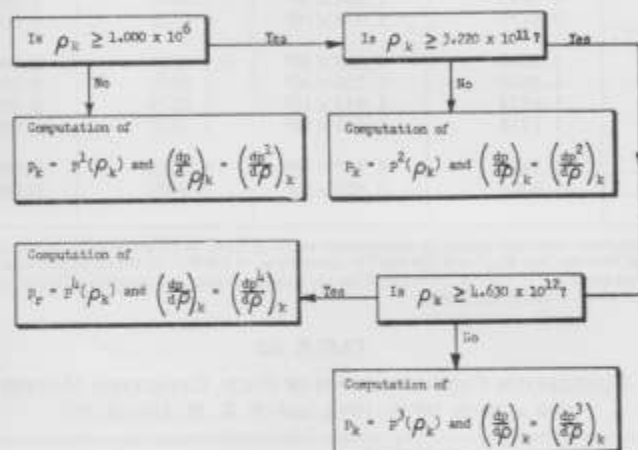 Is ρk ≥ 1.000 x 10^6
Yes
Is ρk ≥ 3.220 x 10^11?
Yes
No
No
Computation of
pk = p^1(ρk) and (dp/dρ)k = (dp^1/dρ)k
Computation of
pk = p^2(ρk) and (dp/dρ)k = (dp^2/dρ)k
Computation of
pr = p^4(ρk) and (dp/dρ)k = (dp^4/dρ)k
Yes
Is ρk ≥ 4.630 x 10^12?
No
Computation of
pk = p^3(ρk) and (dp/dρ)k = (dp^3/dρ)k